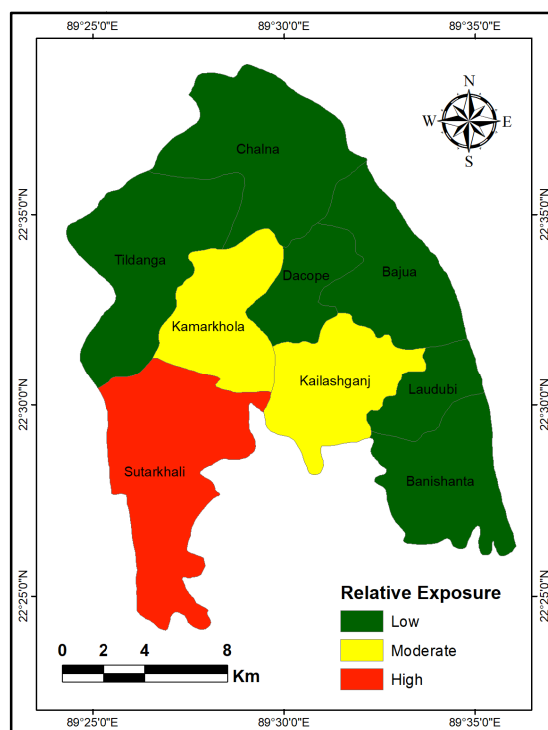 89°25'0"E 89°30'0"E 89°35'0"E
N
W E
S
Chalna
22°35'0"N 22°35'0"N
Tildanga
Dacope
Bajua
Kamarkhola
Kailashganj
Laudubi
22°30'0"N 22°30'0"N
Sutarkhali
Banishanta
22°25'0"N 22°25'0"N
Relative Exposure
Low
Moderate
High
0 2 4 8
Km
89°25'0"E 89°30'0"E 89°35'0"E